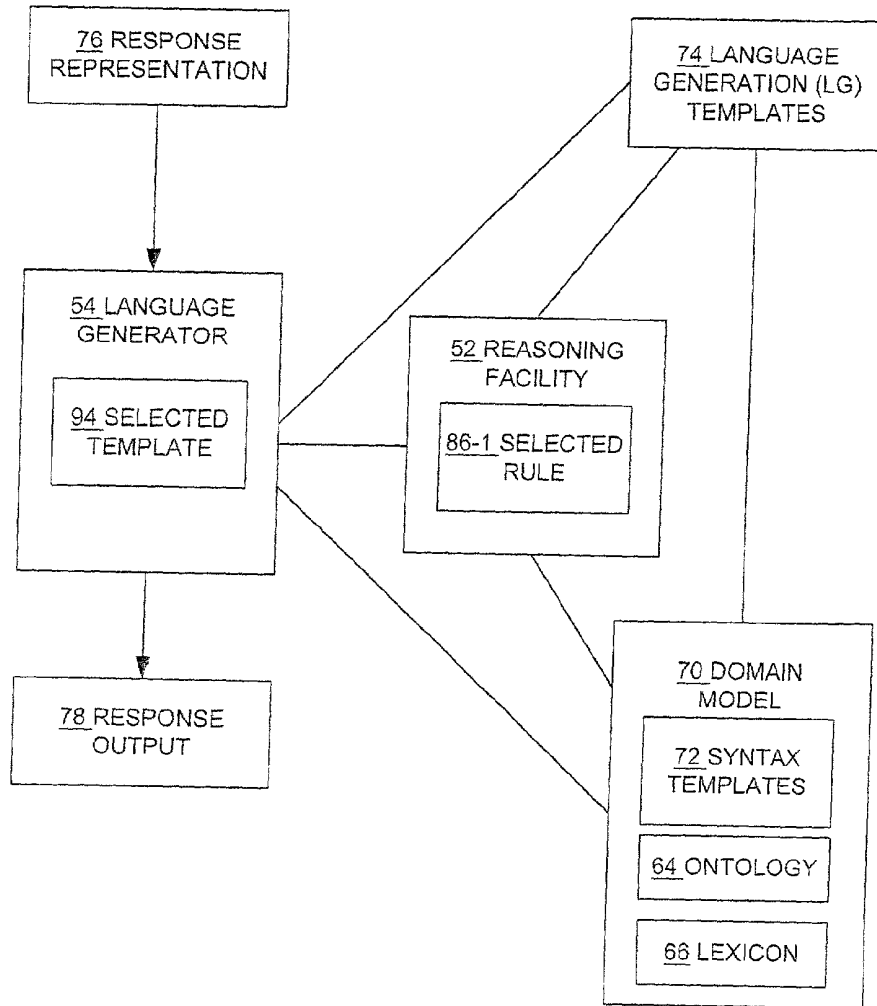 76 RESPONSE
REPRESENTATION
74 LANGUAGE
GENERATION (LG)
TEMPLATES
54 LANGUAGE
GENERATOR
94 SELECTED
TEMPLATE
52 REASONING
FACILITY
86-1 SELECTED
RULE
78 RESPONSE
OUTPUT
70 DOMAIN
MODEL
72 SYNTAX
TEMPLATES
64 ONTOLOGY
66 LEXICON